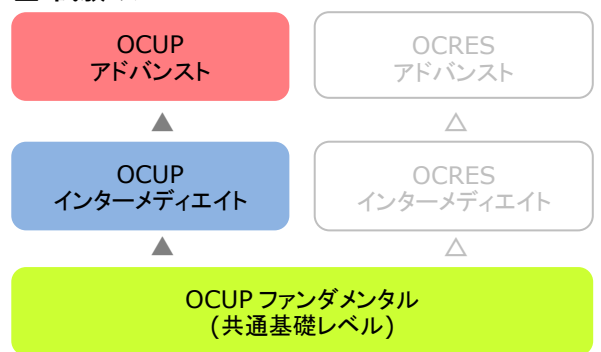 OCUP
アドバンスト
OCRES
アドバンスト
▲
△
OCUP
インターメディエイト
OCRES
インターメディエイト
▲
△
OCUP ファンダメンタル
(共通基礎レベル)